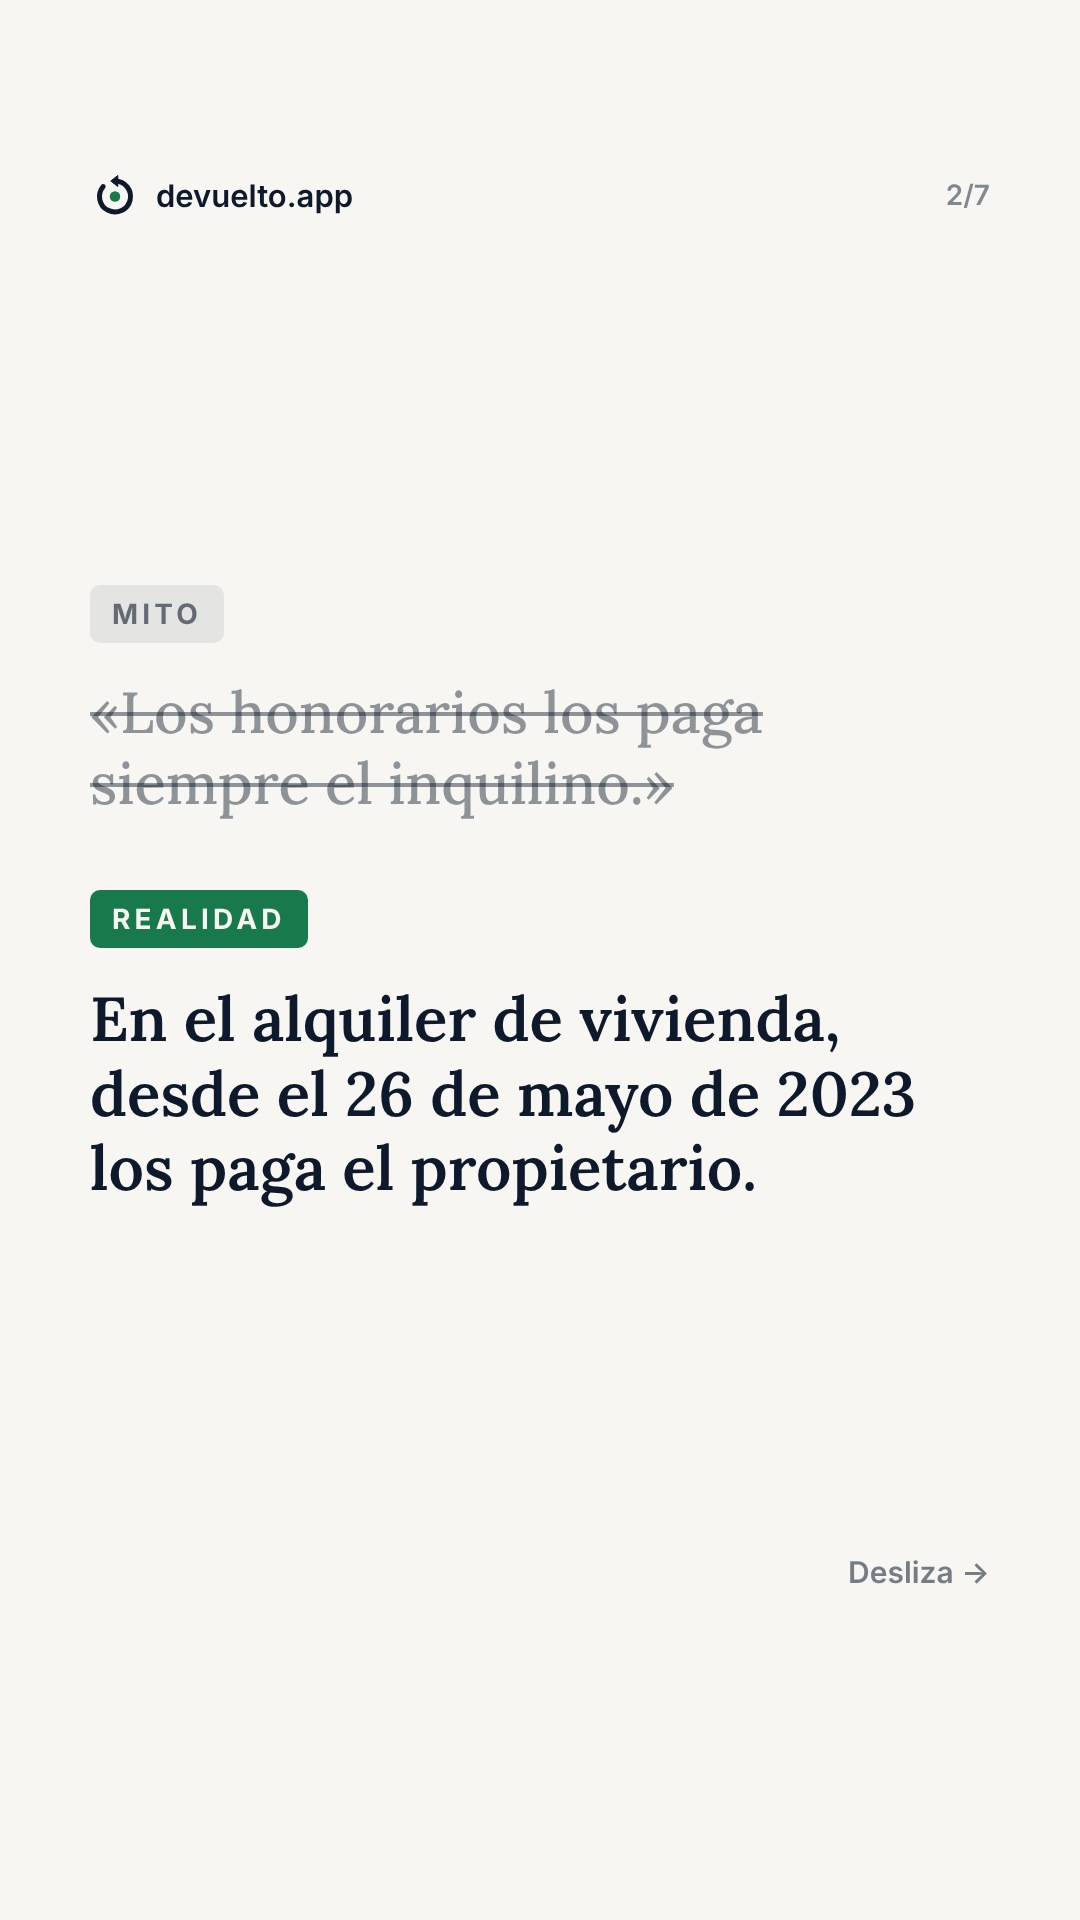 devuelto.app
2/7
MITO
«Los honorarios los paga
siempre el inquilino.»
REALIDAD
En el alquiler de vivienda,
desde el 26 de mayo de 2023
los paga el propietario.
Desliza →